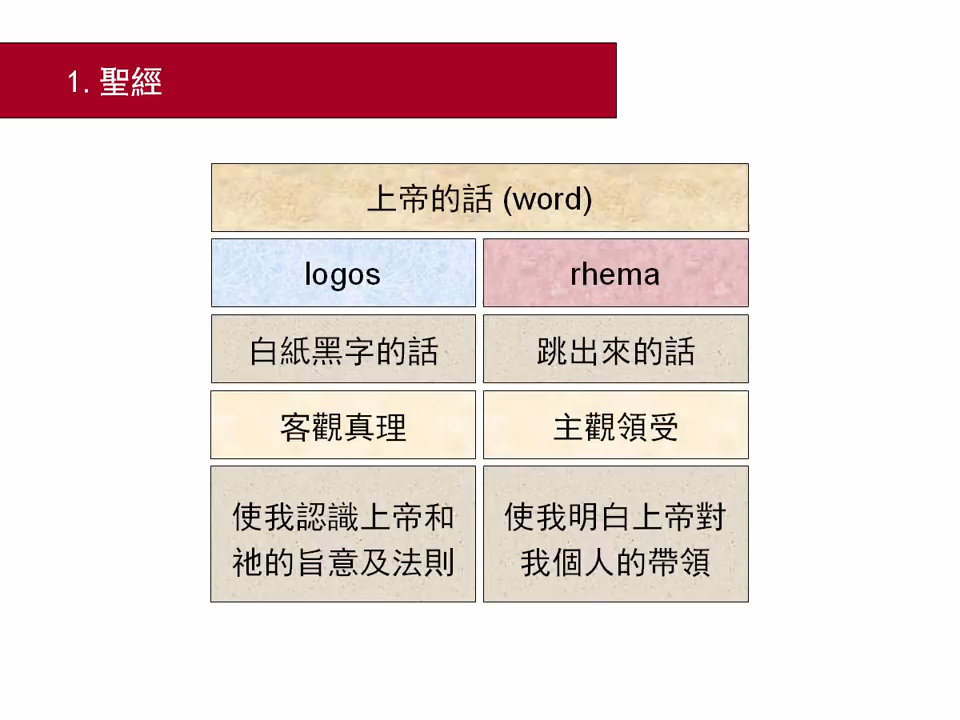 1. 聖經
上帝的話 (word)
logos
rhema
白紙黑字的話
跳出來的話
客觀真理
主觀領受
使我認識上帝和
祂的旨意及法則
使我明白上帝對
我個人的帶領